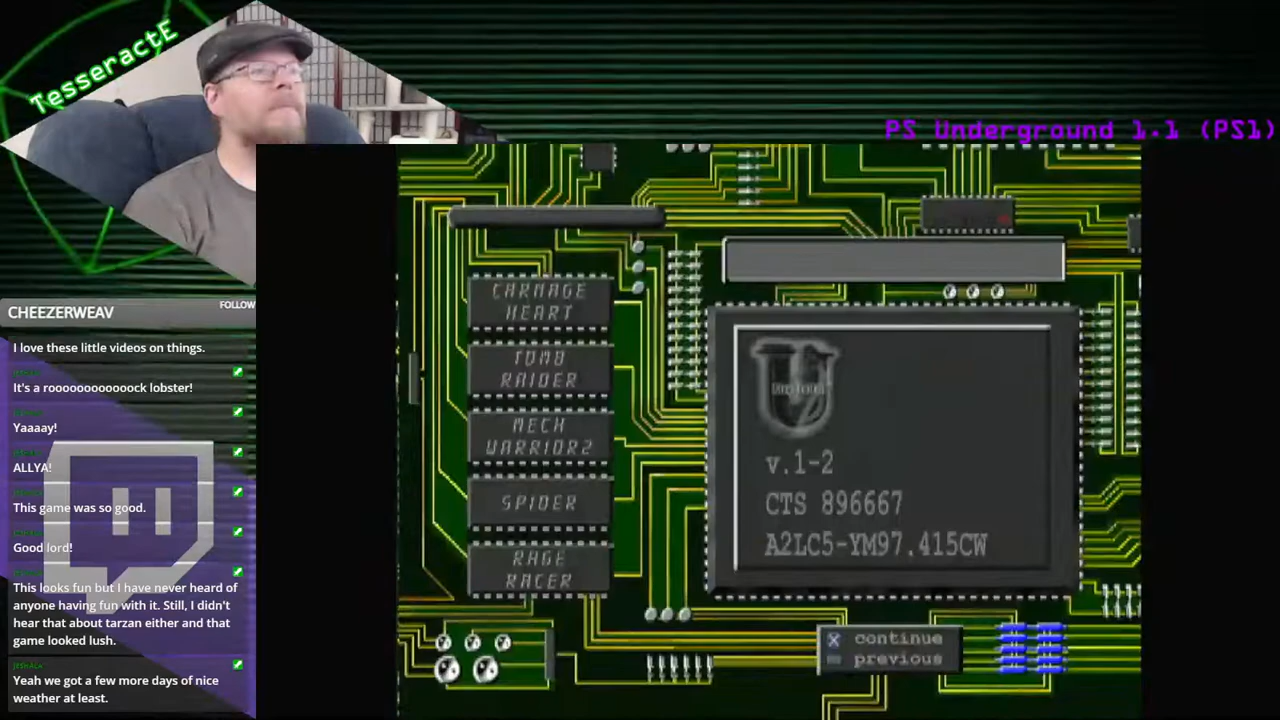 TesseractE
PS Underground 1.1 (PS1)
CHEEZERWEAV
FOLLOW
I love these little videos on things.
It's a roooooooooooock lobster!
Yaaaay!
ALLYA!
This game was so good.
Good lord!
This looks fun but I have never heard of
anyone having fun with it. Still, I didn't
hear that about tarzan either and that
game looked lush.
Yeah we got a few more days of nice
weather at least.
CARNAGE
HEART
TOMB
RAIDER
MECH
WARRIOR2
SPIDER
RAGE
RACER
v.1-2
CTS 896667
A2LC5-YM97.415CW
continue
previous